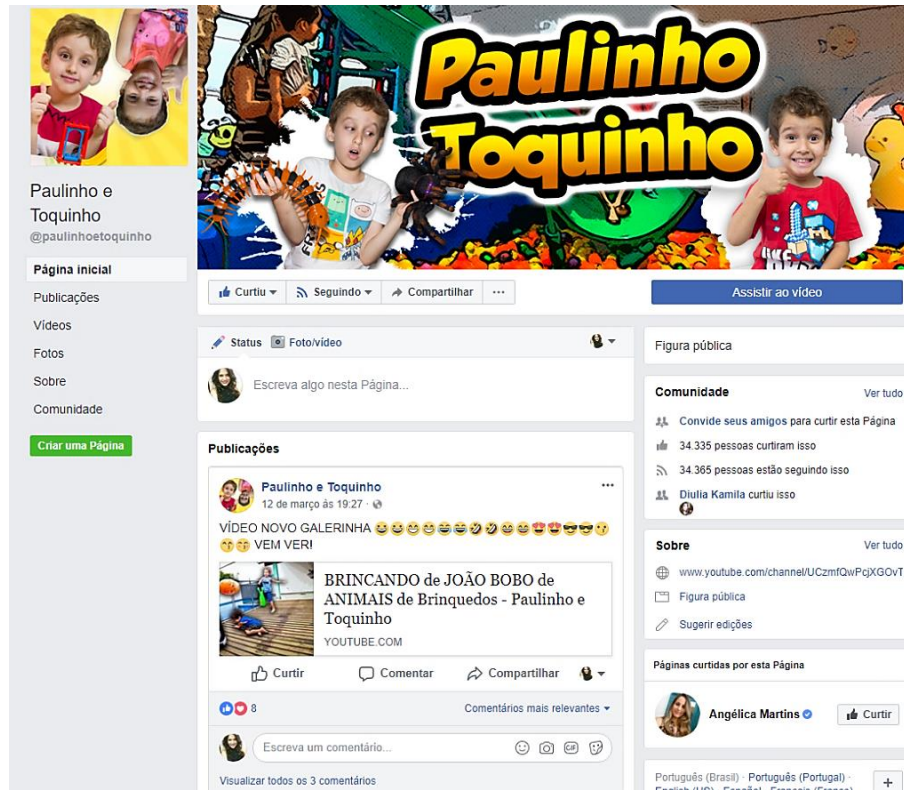 Paulinho
Toquinho
Paulinho e
Toquinho
@paulinhoetoquinho
Página inicial
Publicações
Vídeos
Fotos
Sobre
Comunidade
Criar uma Página
Curtiu
Seguindo
Compartilhar
...
Assistir ao vídeo
Status
Foto/vídeo
Escreva algo nesta Página...
Publicações
Paulinho e Toquinho
12 de março às 19:27 ·
VÍDEO NOVO GALERINHA 😂😂😁😁😂😂🤣🤣😄😄😍😍😎😎😙
😙😙 VEM VER!
BRINCANDO de JOÃO BOBO de
ANIMAIS de Brinquedos - Paulinho e
Toquinho
YOUTUBE.COM
Curtir
Comentar
Compartilhar
8
Comentários mais relevantes
Escreva um comentário...
GIF
Visualizar todos os 3 comentários
Figura pública
Comunidade
Ver tudo
Convide seus amigos para curtir esta Página
34.335 pessoas curtiram isso
34.365 pessoas estão seguindo isso
Diulia Kamila curtiu isso
Sobre
Ver tudo
www.youtube.com/channel/UCzmfQwPcjXGOvT
Figura pública
Sugerir edições
Páginas curtidas por esta Página
Angélica Martins
Curtir
Português (Brasil) · Português (Portugal) ·
English (US) · Español · Français (France)
+